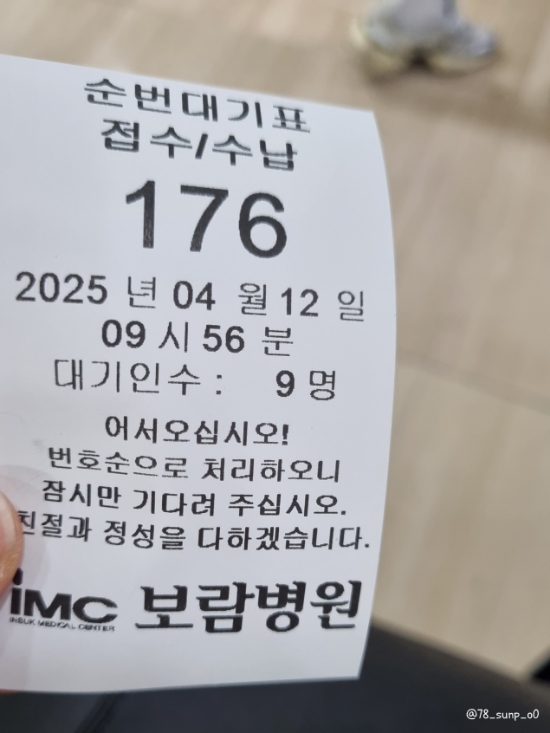 순번대기표
접수/수납
176
2025 년 04 월 12 일
09 시 56 분
대기인수 : 9 명
어서오십시오!
번호순으로 처리하오니
잠시만 기다려 주십시오.
친절과 정성을 다하겠습니다.
iMC 보람병원
INBUK MEDICAL CENTER
@78_sunp_o0